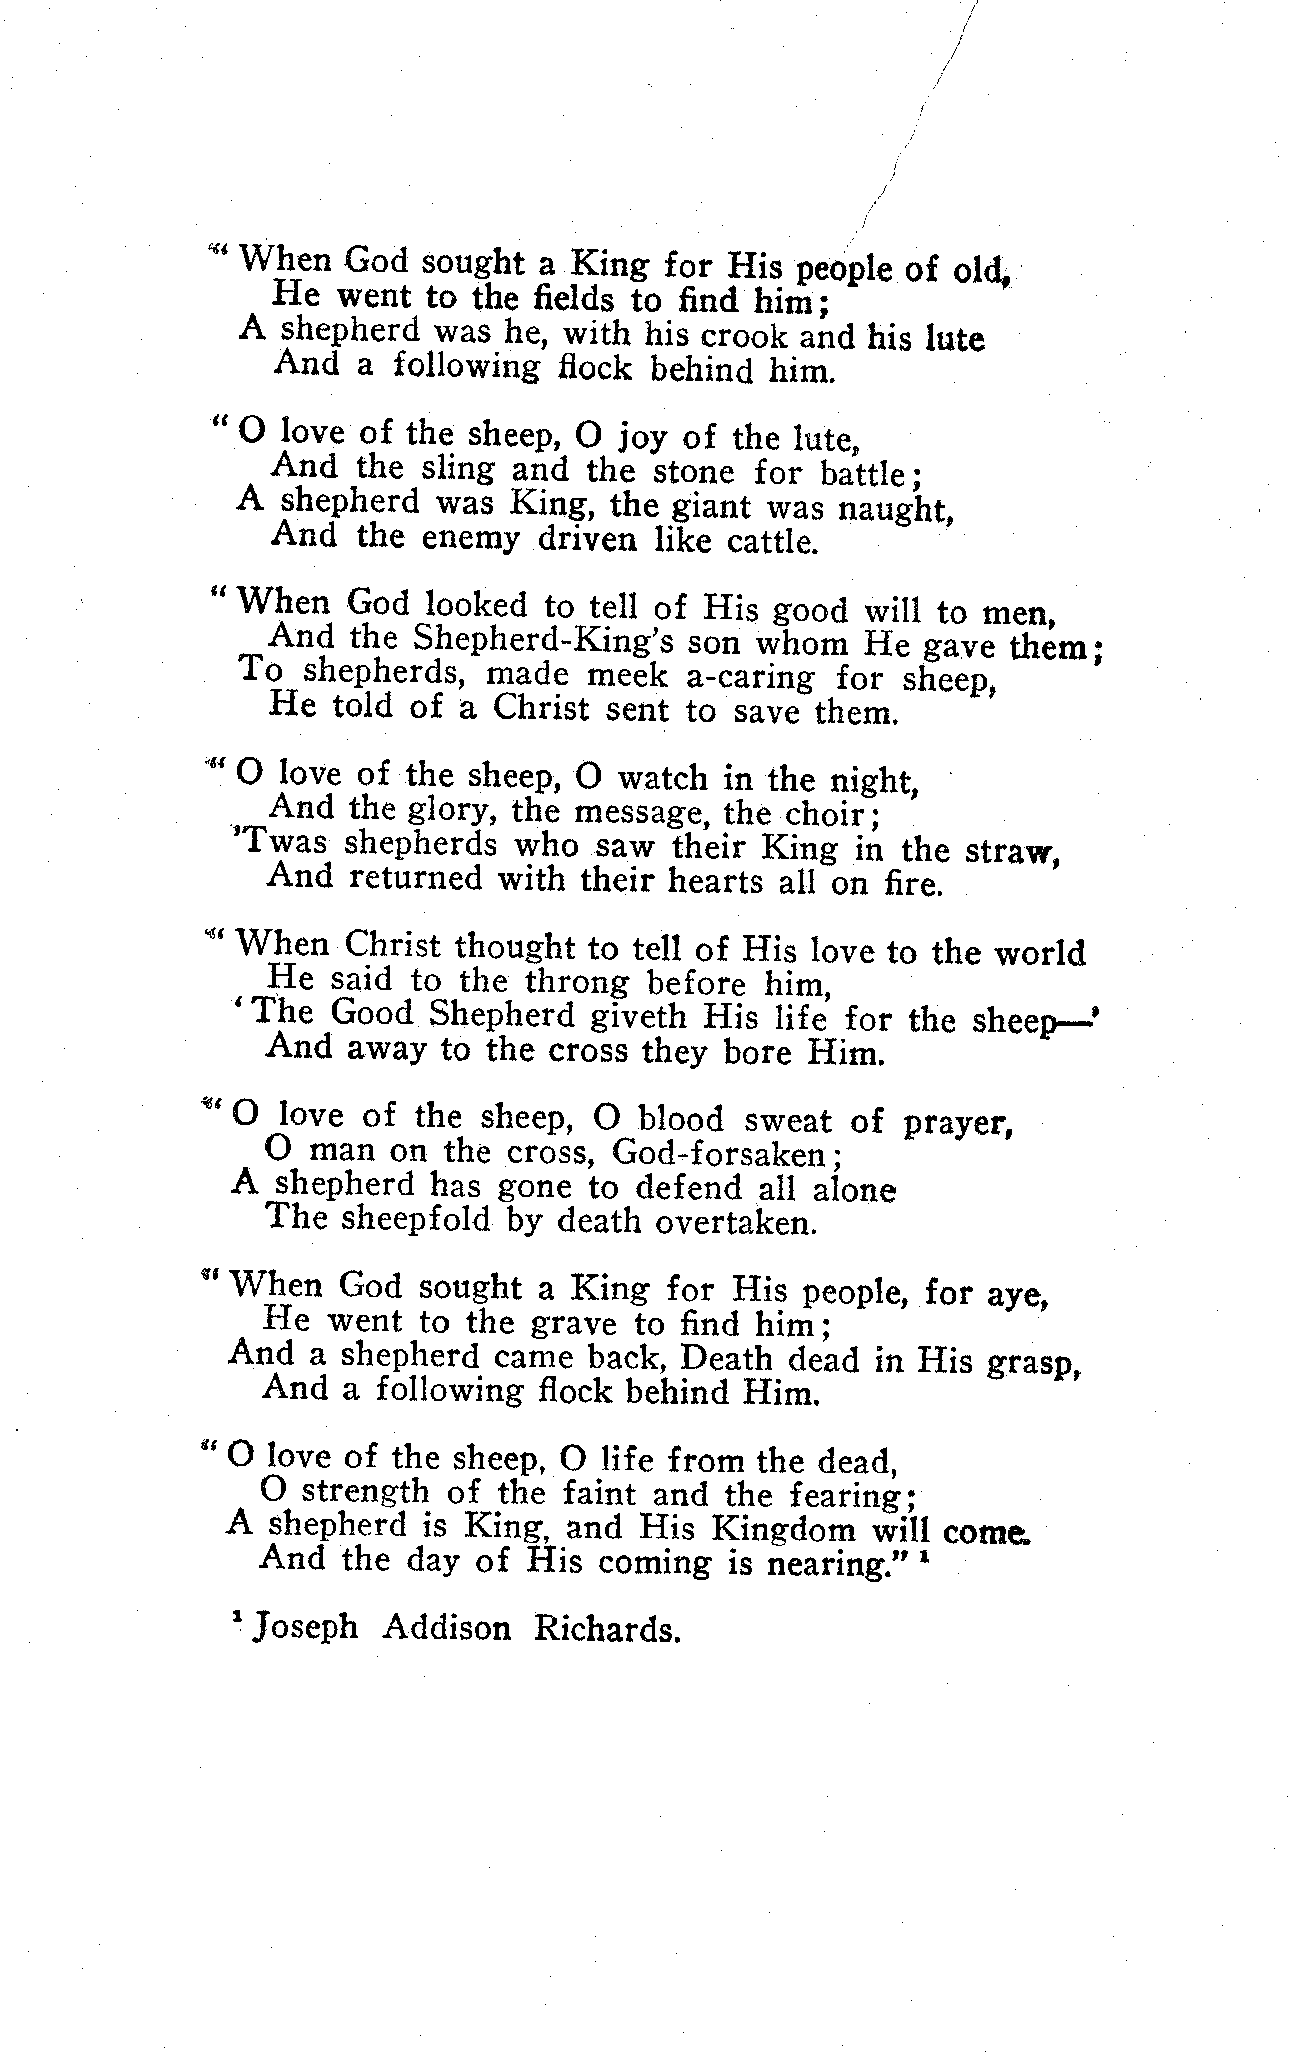 “When God sought a King for His people of old,
He went to the fields to find him;
A shepherd was he, with his crook and his lute
And a following flock behind him.
“O love of the sheep, O joy of the lute,
And the sling and the stone for battle;
A shepherd was King, the giant was naught,
And the enemy driven like cattle.
“When God looked to tell of His good will to men,
And the Shepherd-King’s son whom He gave them;
To shepherds, made meek a-caring for sheep,
He told of a Christ sent to save them.
“O love of the sheep, O watch in the night,
And the glory, the message, the choir;
’Twas shepherds who saw their King in the straw,
And returned with their hearts all on fire.
“When Christ thought to tell of His love to the world
He said to the throng before him,
‘The Good Shepherd giveth His life for the sheep—’
And away to the cross they bore Him.
“O love of the sheep, O blood sweat of prayer,
O man on the cross, God-forsaken;
A shepherd has gone to defend all alone
The sheepfold by death overtaken.
“When God sought a King for His people, for aye,
He went to the grave to find him;
And a shepherd came back, Death dead in His grasp,
And a following flock behind Him.
“O love of the sheep, O life from the dead,
O strength of the faint and the fearing;
A shepherd is King, and His Kingdom will come.
And the day of His coming is nearing.” ¹
¹ Joseph Addison Richards.